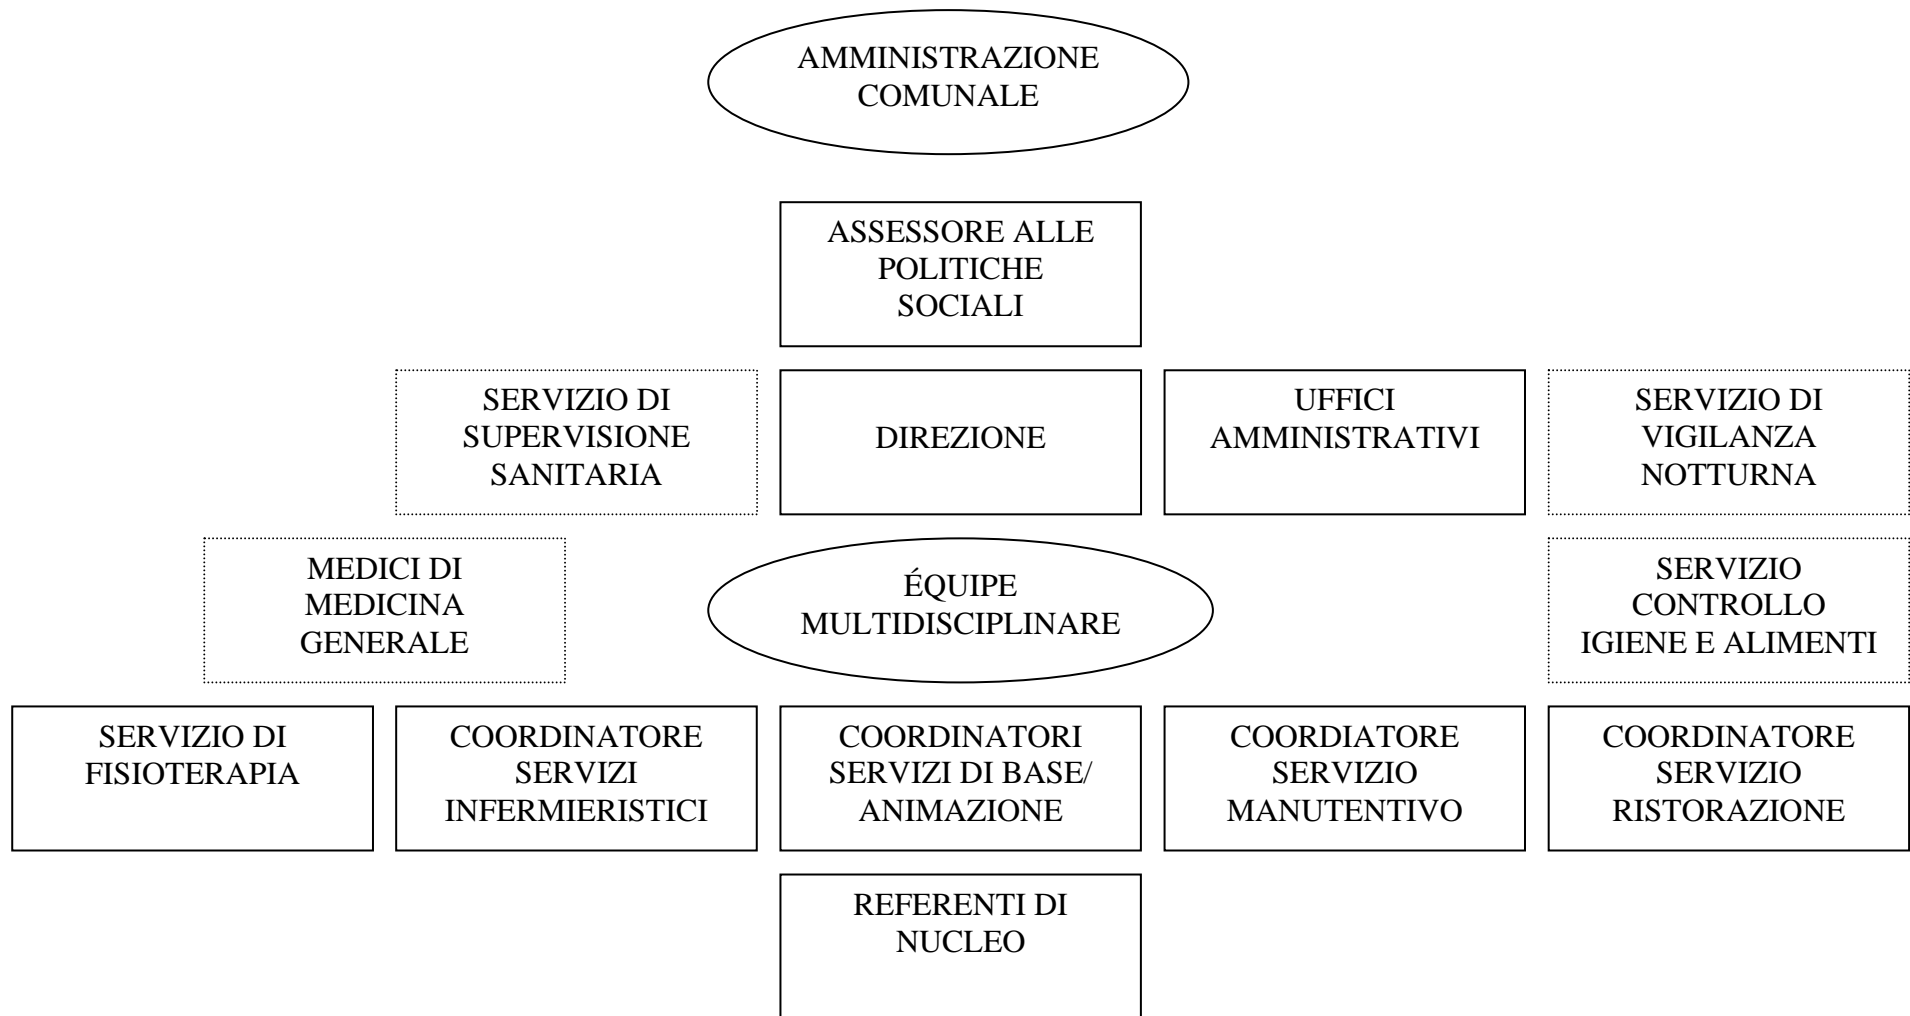 AMMINISTRAZIONE
COMUNALE
ASSESSORE ALLE
POLITICHE
SOCIALI
SERVIZIO DI
SUPERVISIONE
SANITARIA
DIREZIONE
UFFICI
AMMINISTRATIVI
SERVIZIO DI
VIGILANZA
NOTTURNA
MEDICI DI
MEDICINA
GENERALE
ÉQUIPE
MULTIDISCIPLINARE
SERVIZIO
CONTROLLO
IGIENE E ALIMENTI
SERVIZIO DI
FISIOTERAPIA
COORDINATORE
SERVIZI
INFERMIERISTICI
COORDINATORI
SERVIZI DI BASE/
ANIMAZIONE
COORDIATORE
SERVIZIO
MANUTENTIVO
COORDINATORE
SERVIZIO
RISTORAZIONE
REFERENTI DI
NUCLEO